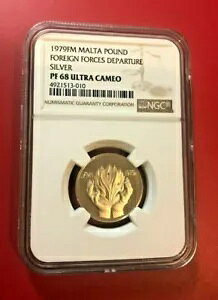 1979FM MALTA POUND
FOREIGN FORCES DEPARTURE
SILVER
PF 68 ULTRA CAMEO
4921513-010
NGC
NUMISMATIC GUARANTY CORPORATION